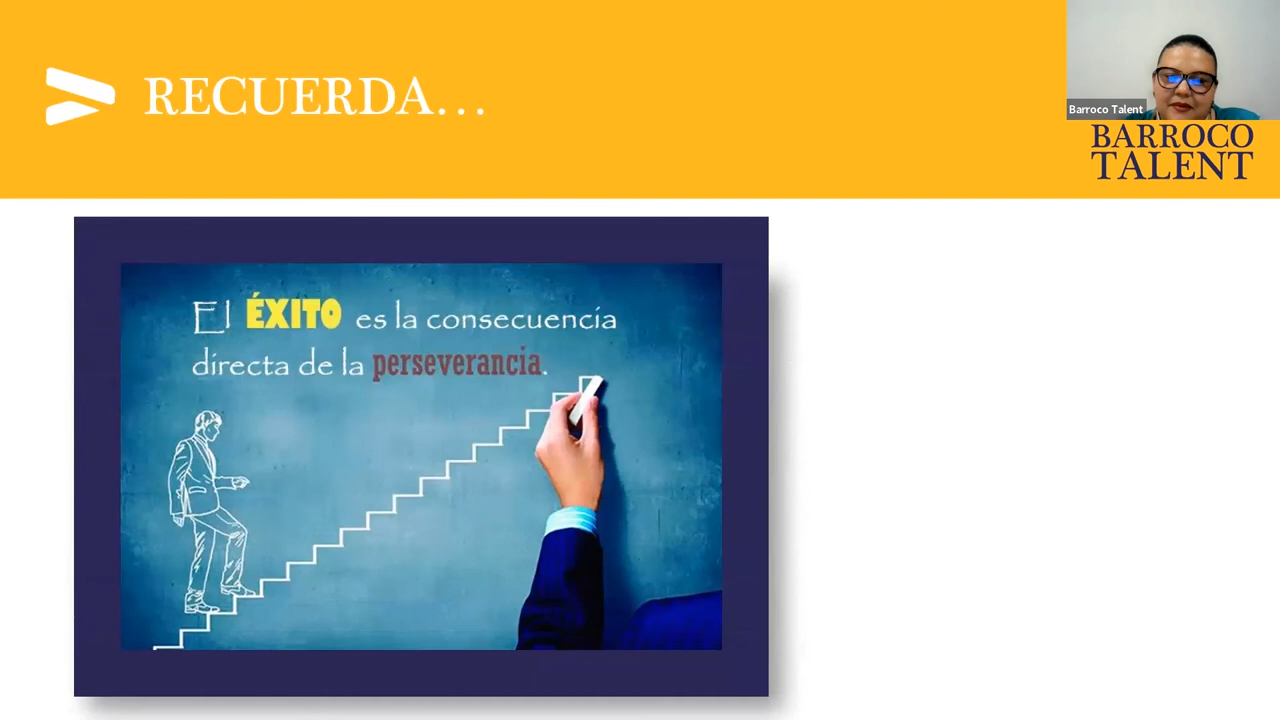 RECUERDA...
Barroco Talent
BARROCO
TALENT
El ÉXITO es la consecuencia
directa de la perseverancia.